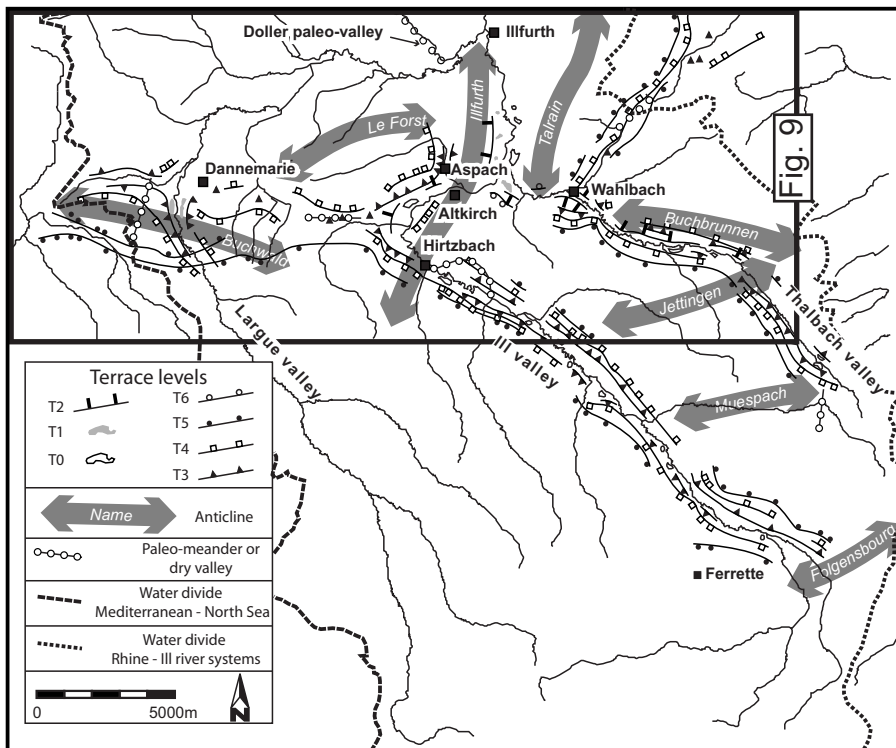 Doller paleo-valley
Illfurth
Illfurth
Talrain
Le Forst
Fig. 9
Dannemarie
Aspach
Wahlbach
Altkirch
Buchwald
Buchbrunnen
Hirtzbach
Jettingen
Thalbach valley
Largue valley
Ill valley
Muespach
Folgensbourg
Ferrette
Terrace levels
T2
T6
T1
T5
T0
T4
T3
Name
Anticline
Paleo-meander or
dry valley
Water divide
Mediterranean - North Sea
Water divide
Rhine - Ill river systems
0
5000m
N